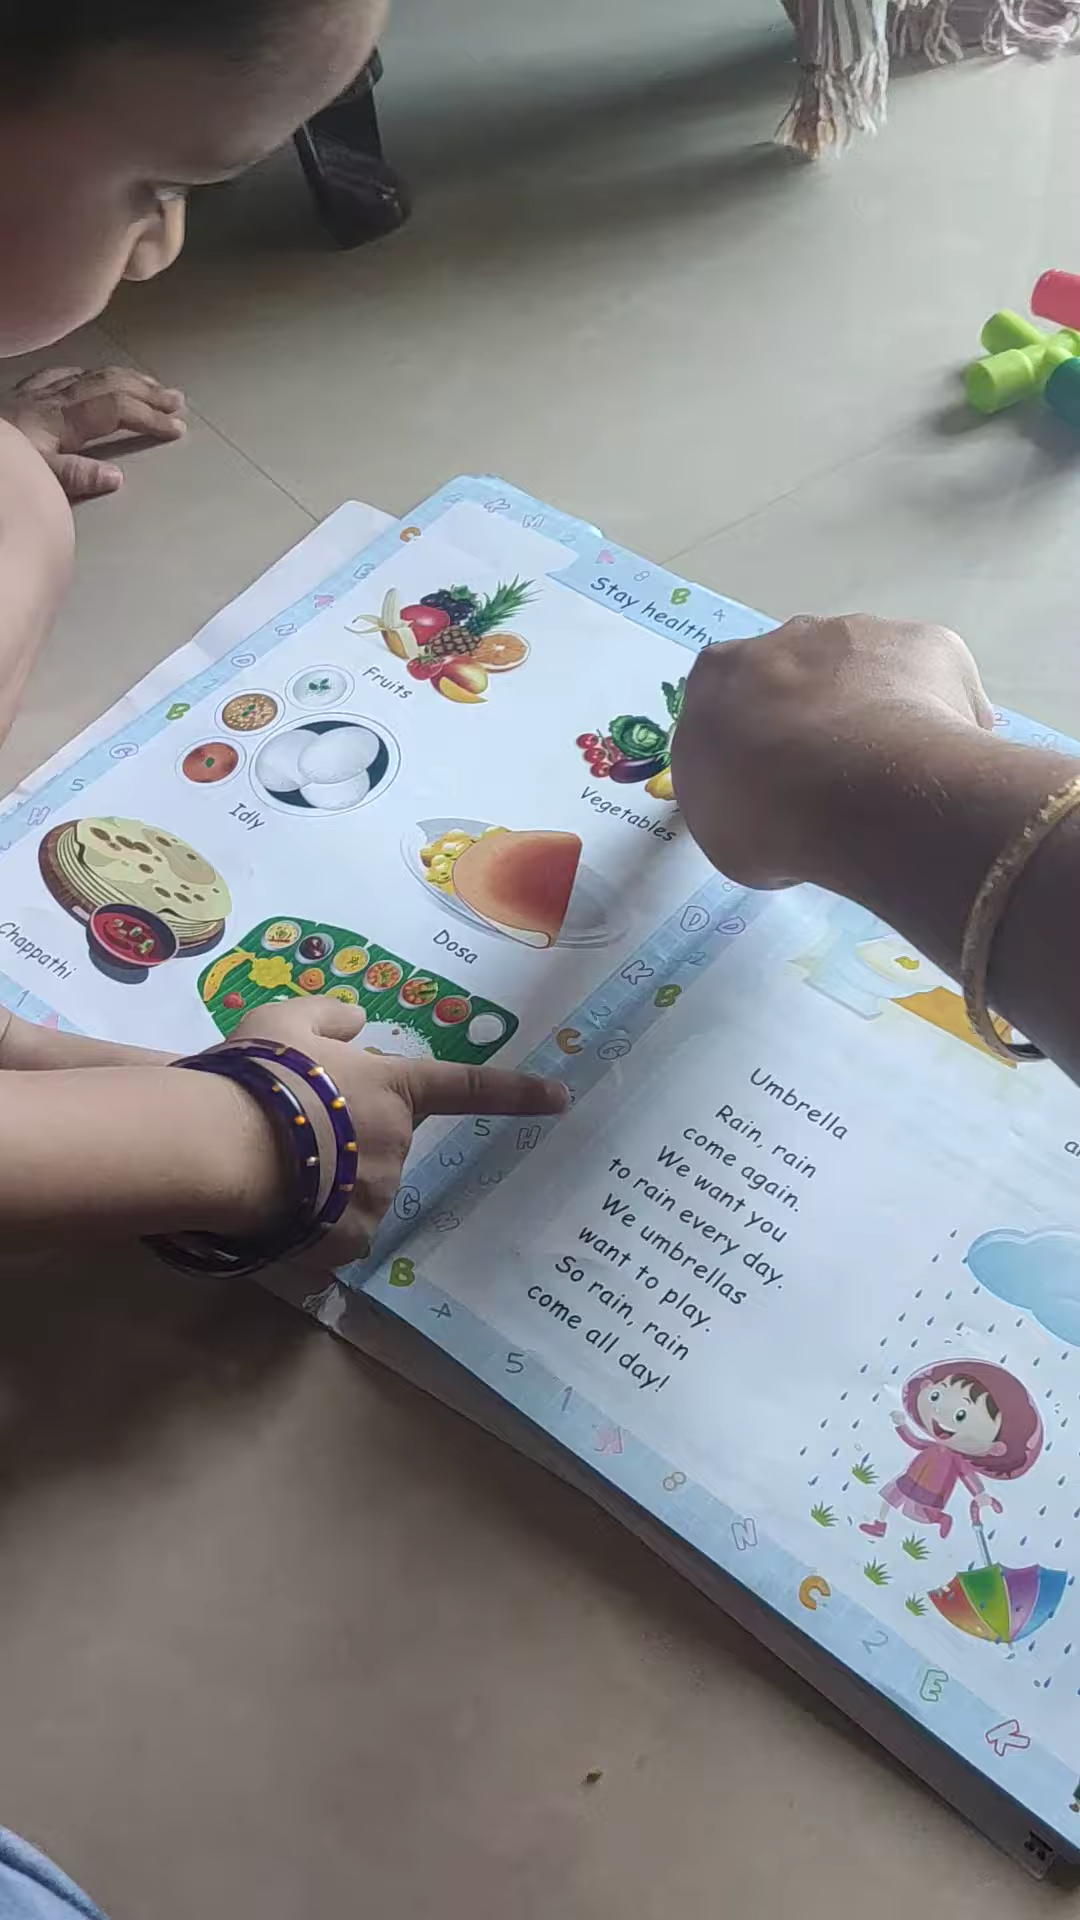 Stay healthy
Fruits
Vegetables
Idly
Dosa
Chappathi
Umbrella
Rain, rain
come again.
We want you
to rain every day.
We umbrellas
want to play.
So rain, rain
come all day!